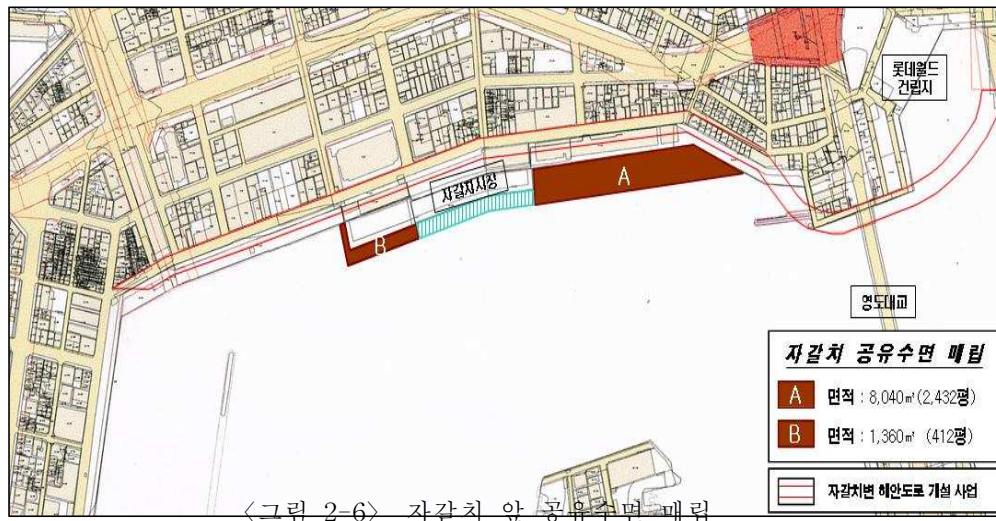 롯데월드
건립지
자갈치시장
A
B
영도대교
자갈치 공유수면 매립
A 면적 : 8,040㎡(2,432평)
B 면적 : 1,360㎡ (412평)
자갈치변 해안도로 개설 사업
<그림 2-6> 자갈치 앞 공유수면 매립